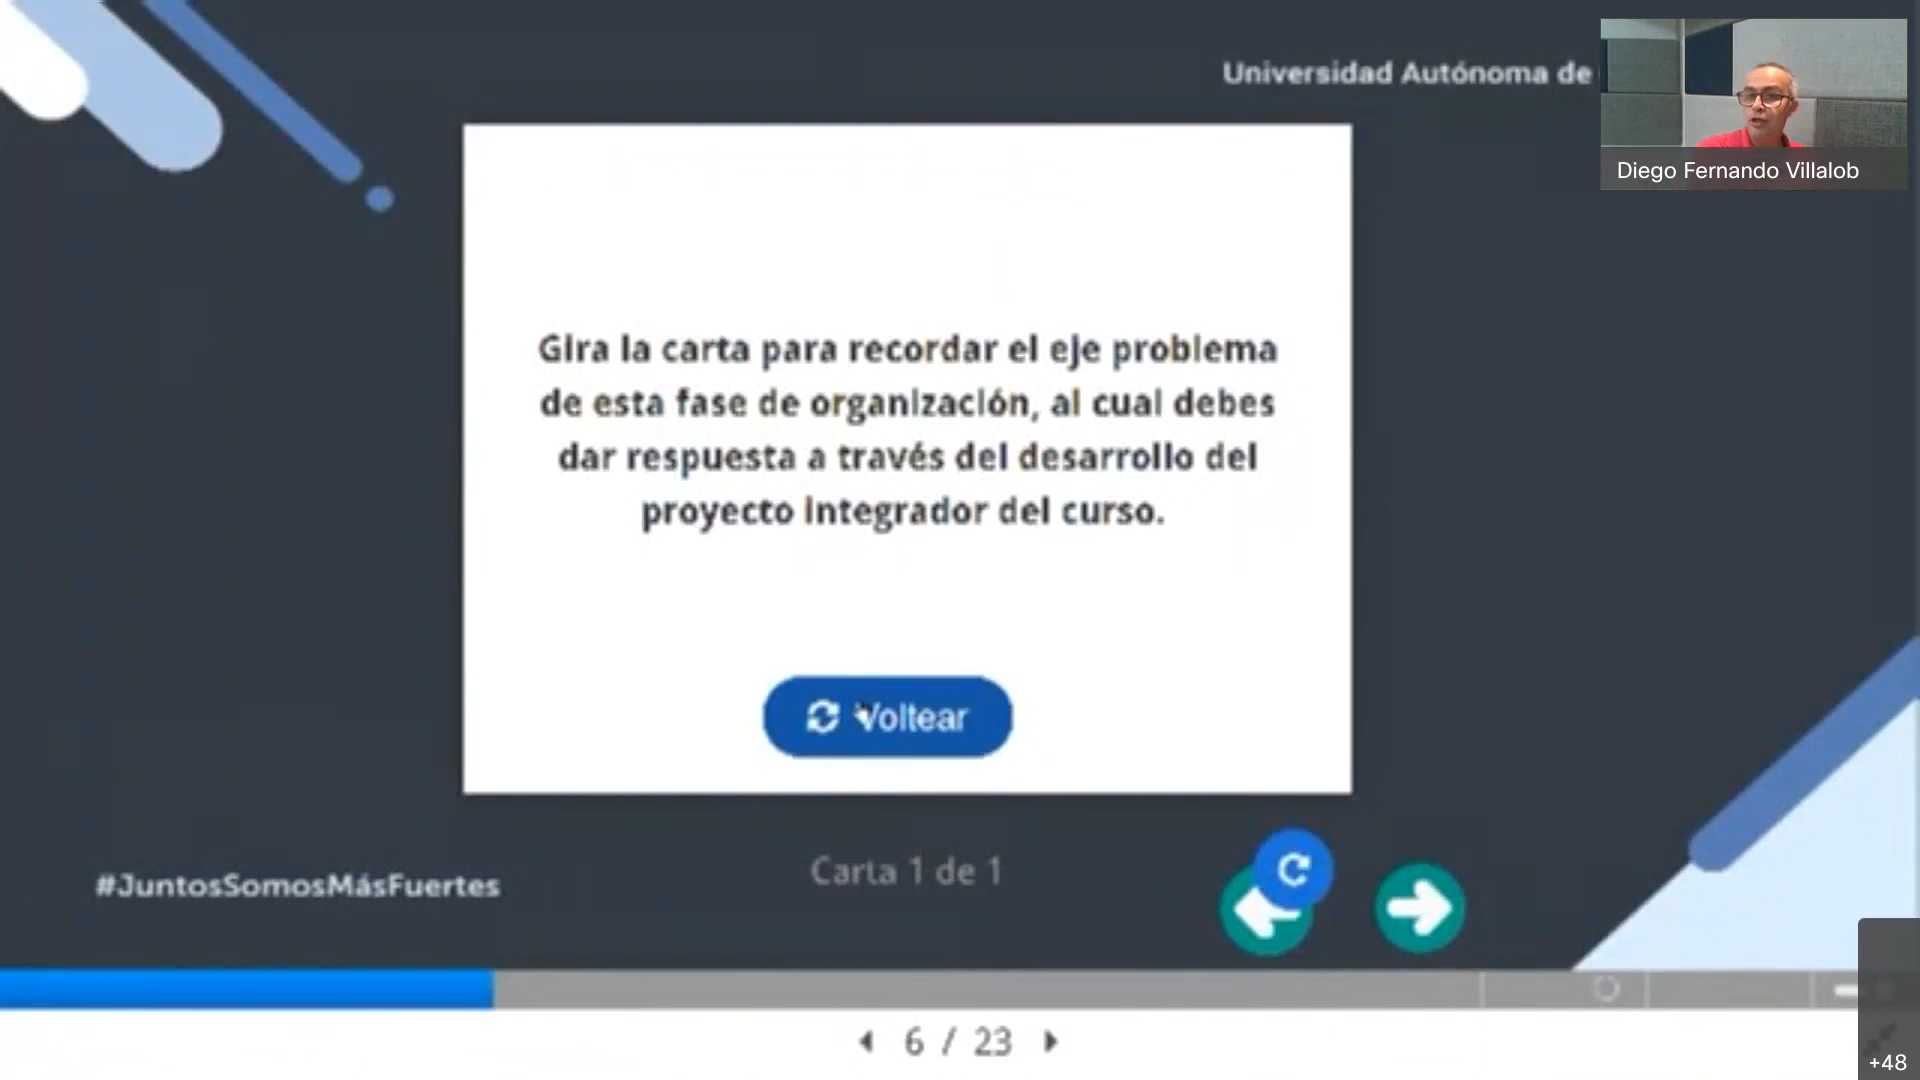 Universidad Autónoma de
Diego Fernando Villalob
Gira la carta para recordar el eje problema
de esta fase de organización, al cual debes
dar respuesta a través del desarrollo del
proyecto integrador del curso.
Voltear
Carta 1 de 1
#JuntosSomosMásFuertes
6 / 23
+48